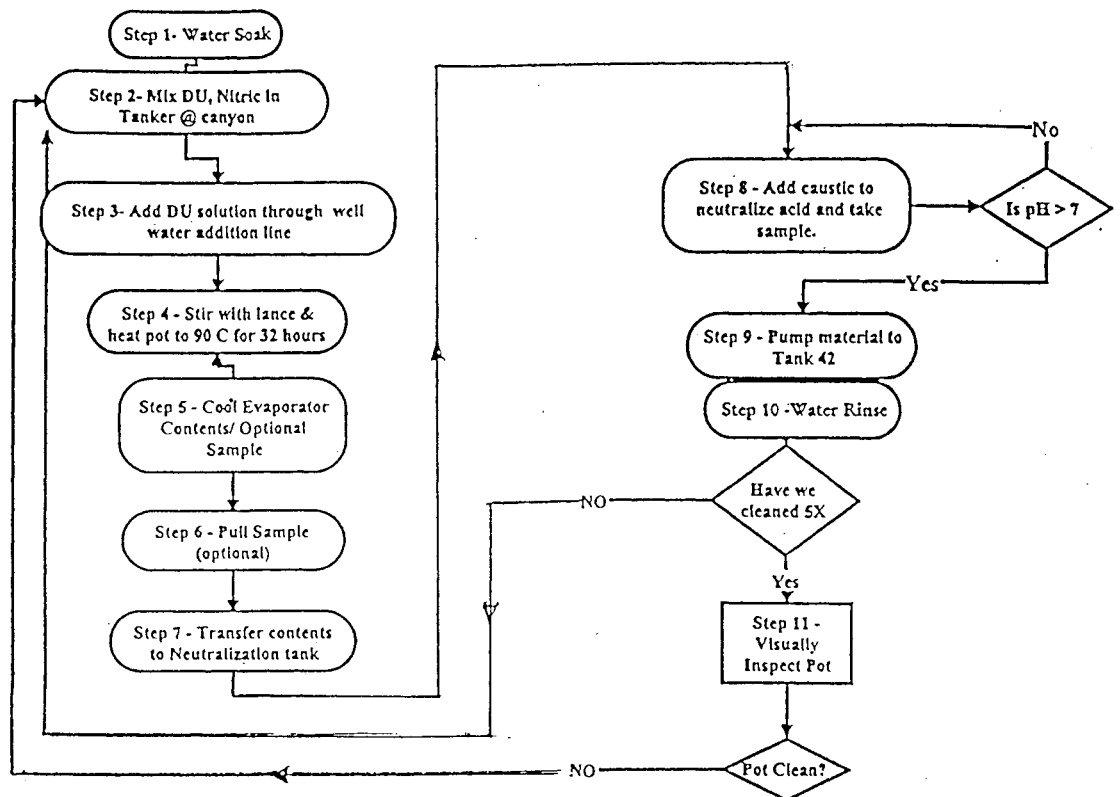 Step 1- Water Soak
Step 2- Mix DU, Nitric in
Tanker @ canyon
Step 3- Add DU solution through well
water addition line
Step 4 - Stir with lance &
heat pot to 90 C for 32 hours
Step 5 - Cool Evaporator
Contents/ Optional
Sample
Step 6 - Pull Sample
(optional)
Step 7 - Transfer contents
to Neutralization tank
Step 8 - Add caustic to
neutralize acid and take
sample.
Is pH > 7
No
Yes
Step 9 - Pump material to
Tank 42
Step 10 -Water Rinse
Have we
cleaned 5X
NO
Yes
Step 11 -
Visually
Inspect Pot
Pot Clean?
NO